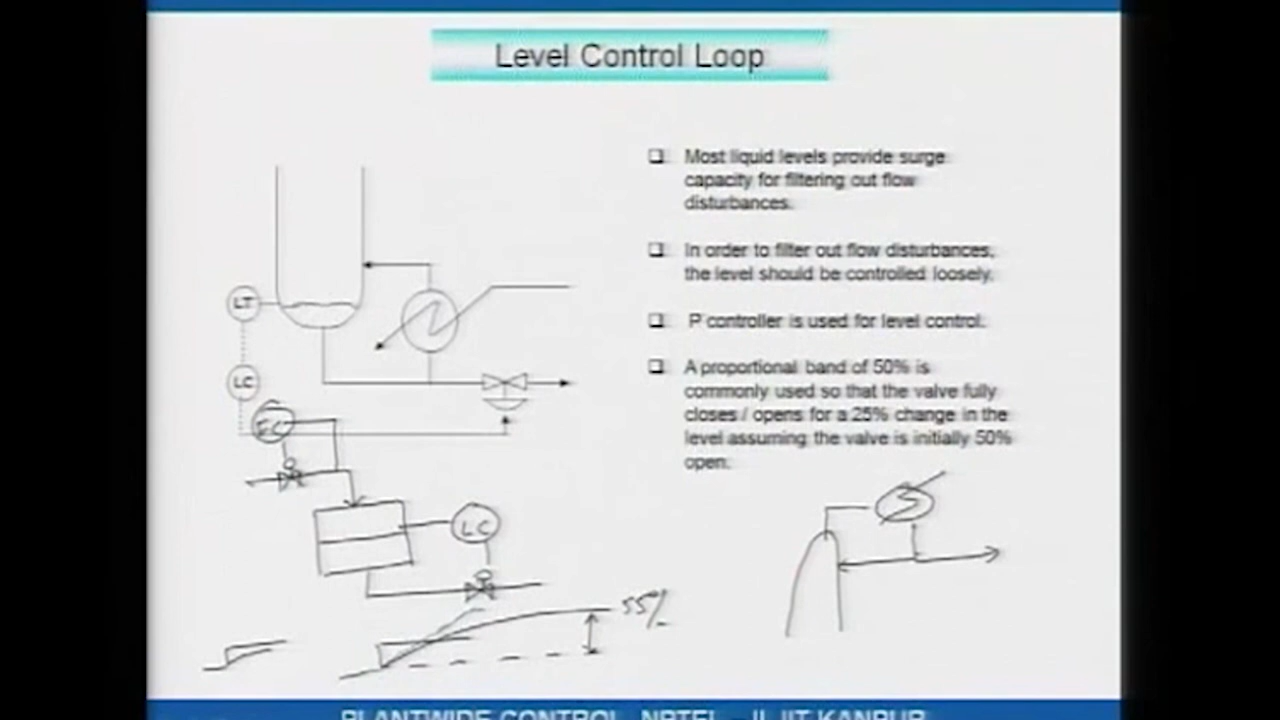 Level Control Loop
Most liquid levels provide surge
capacity for filtering out flow
disturbances.
In order to filter out flow disturbances,
the level should be controlled loosely.
P controller is used for level control.
A proportional band of 50% is
commonly used so that the valve fully
closes / opens for a 25% change in the
level assuming the valve is initially 50%
open.
LT
LC
FC
LC
55%